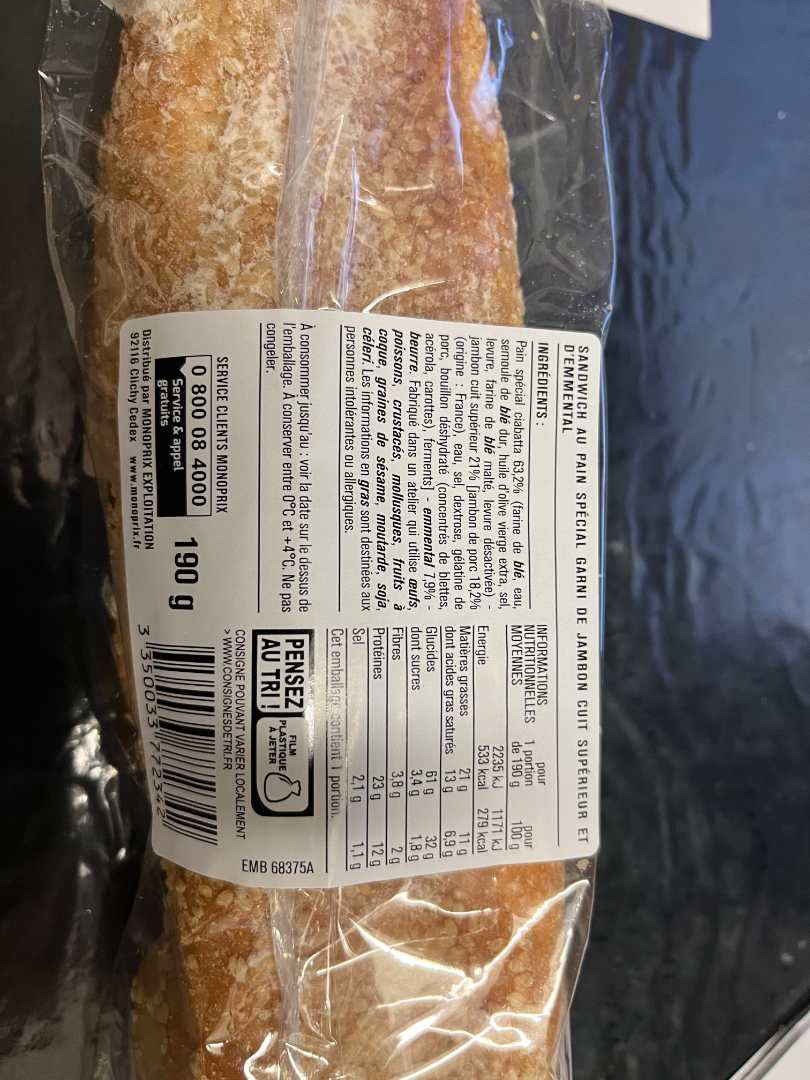 SANDWICH AU PAIN SPÉCIAL GARNI DE JAMBON CUIT SUPÉRIEUR ET
D'EMMENTAL
INGRÉDIENTS :
Pain spécial ciabatta 63,2% (farine de blé, eau,
semoule de blé dur, huile d'olive vierge extra, sel,
levure, farine de blé malté, levure désactivée) -
jambon cuit supérieur 21% [jambon de porc 18,2%
(origine : France), eau, sel, dextrose, gélatine de
porc, bouillon déshydraté (concentrés de blettes,
acérola, carottes), ferments] - emmental 7,9% -
beurre. Fabriqué dans un atelier qui utilise œufs,
poissons, crustacés, mollusques, fruits à
coque, graines de sésame, moutarde, soja,
céleri. Les informations en gras sont destinées aux
personnes intolérantes ou allergiques.
À consommer jusqu'au : voir la date sur le dessus de
l'emballage. À conserver entre 0°C et +4°C. Ne pas
congeler.
SERVICE CLIENTS MONOPRIX
0 800 08 4000
Service & appel
gratuits
190 g
Distribué par MONOPRIX EXPLOITATION
92116 Clichy Cedex www.monoprix.fr
INFORMATIONS NUTRITIONNELLES MOYENNES pour 1 portion de 190 g pour 100 g
Energie 2235 kJ 1171 kJ
533 kcal 279 kcal
Matières grasses 21 g 11 g
dont acides gras saturés 13 g 6,9 g
Glucides 61 g 32 g
dont sucres 3,4 g 1,8 g
Fibres 3,8 g 2 g
Protéines 23 g 12 g
Sel 2,1 g 1,1 g
Cet emballage contient 1 portion.
PENSEZ
AU TRI !
FILM
PLASTIQUE
À JETER
CONSIGNE POUVANT VARIER LOCALEMENT
> WWW.CONSIGNESDETRI.FR
EMB 68375A
3 350033 772342